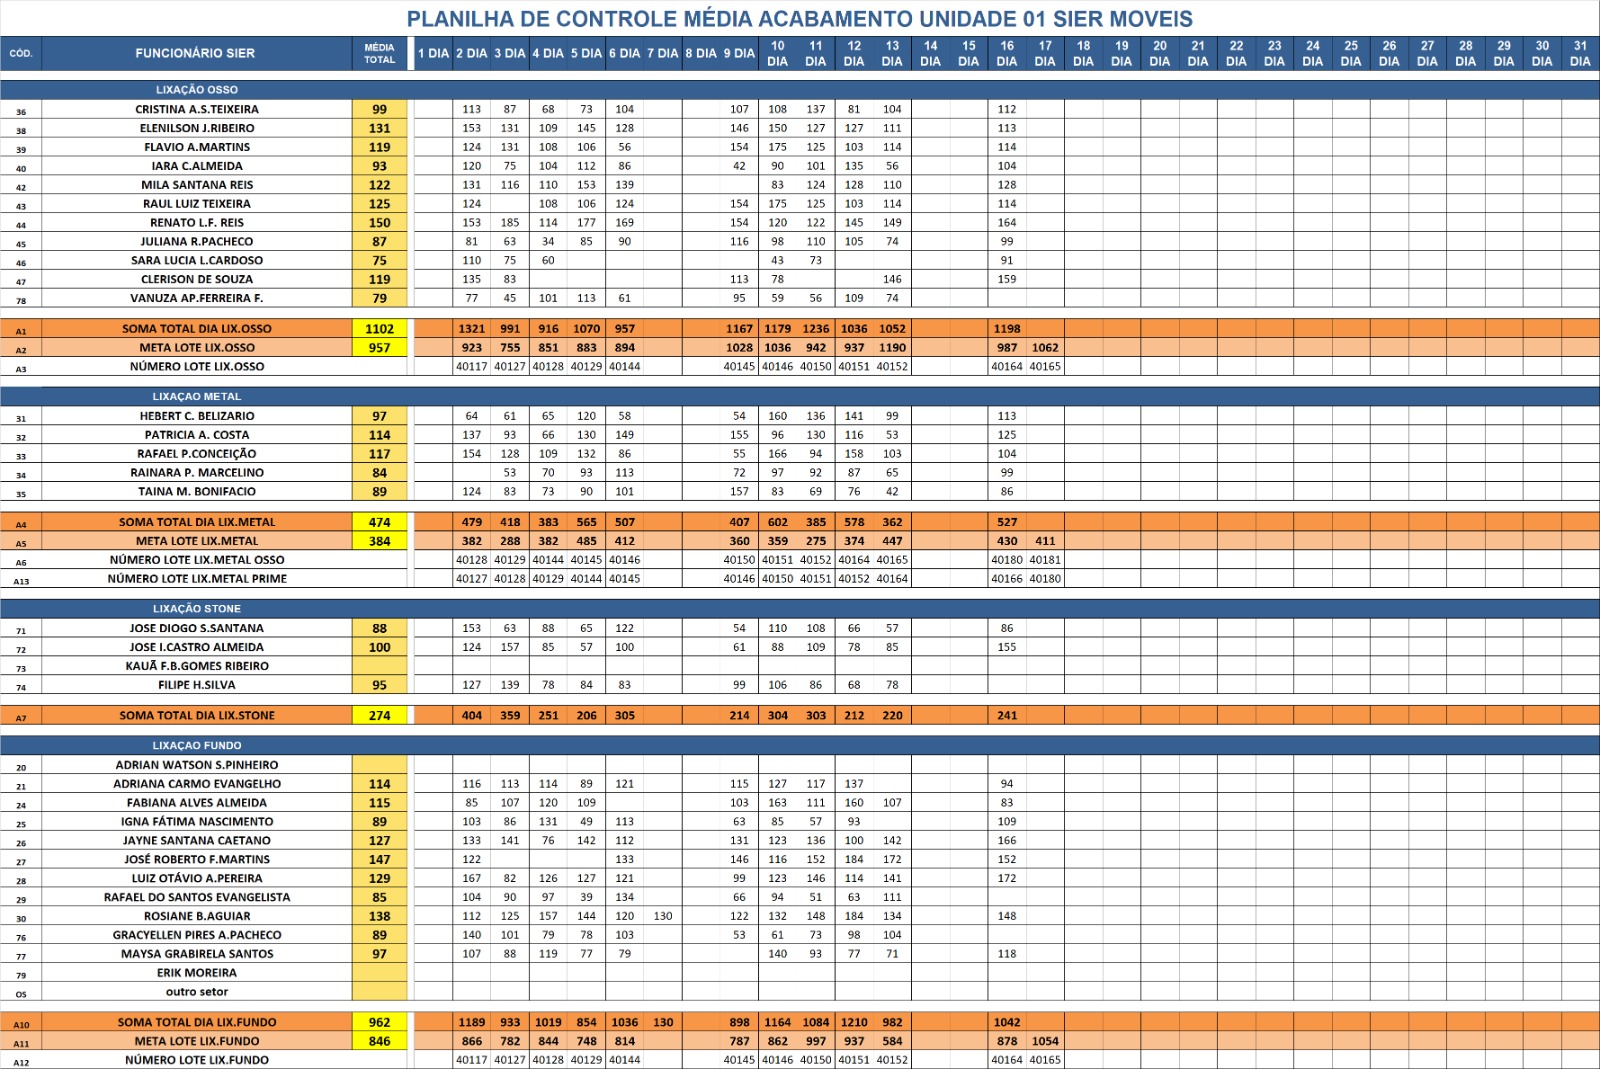 PLANILHA DE CONTROLE MÉDIA ACABAMENTO UNIDADE 01 SIER MOVEIS
CÓD. FUNCIONÁRIO SIER MÉDIA TOTAL 1 DIA 2 DIA 3 DIA 4 DIA 5 DIA 6 DIA 7 DIA 8 DIA 9 DIA 10 DIA 11 DIA 12 DIA 13 DIA 14 DIA 15 DIA 16 DIA 17 DIA 18 DIA 19 DIA 20 DIA 21 DIA 22 DIA 23 DIA 24 DIA 25 DIA 26 DIA 27 DIA 28 DIA 29 DIA 30 DIA 31 DIA
LIXAÇÃO OSSO
36 CRISTINA A.S.TEIXEIRA 99 113 87 68 73 104 107 108 137 81 104 112
38 ELENILSON J.RIBEIRO 131 153 131 109 145 128 146 150 127 127 111 113
39 FLAVIO A.MARTINS 119 124 131 108 106 56 154 175 125 103 114 114
40 IARA C.ALMEIDA 93 120 75 104 112 86 42 90 101 135 56 104
42 MILA SANTANA REIS 122 131 116 110 153 139 83 124 128 110 128
43 RAUL LUIZ TEIXEIRA 125 124 108 106 124 154 175 125 103 114 114
44 RENATO L.F. REIS 150 153 185 114 177 169 154 120 122 145 149 164
45 JULIANA R.PACHECO 87 81 63 34 85 90 116 98 110 105 74 99
46 SARA LUCIA L.CARDOSO 75 110 75 60 43 73 91
47 CLERISON DE SOUZA 119 135 83 113 78 146 159
78 VANUZA AP.FERREIRA F. 79 77 45 101 113 61 95 59 56 109 74
A1 SOMA TOTAL DIA LIX.OSSO 1102 1321 991 916 1070 957 1167 1179 1236 1036 1052 1198
A2 META LOTE LIX.OSSO 957 923 755 851 883 894 1028 1036 942 937 1190 987 1062
A3 NÚMERO LOTE LIX.OSSO 40117 40127 40128 40129 40144 40145 40146 40150 40151 40152 40164 40165
LIXAÇAO METAL
31 HEBERT C. BELIZARIO 97 64 61 65 120 58 54 160 136 141 99 113
32 PATRICIA A. COSTA 114 137 93 66 130 149 155 96 130 116 53 125
33 RAFAEL P.CONCEIÇÃO 117 154 128 109 132 86 55 166 94 158 103 104
34 RAINARA P. MARCELINO 84 53 70 93 113 72 97 92 87 65 99
35 TAINA M. BONIFACIO 89 124 83 73 90 101 157 83 69 76 42 86
A4 SOMA TOTAL DIA LIX.METAL 474 479 418 383 565 507 407 602 385 578 362 527
A5 META LOTE LIX.METAL 384 382 288 382 485 412 360 359 275 374 447 430 411
A6 NÚMERO LOTE LIX.METAL OSSO 40128 40129 40144 40145 40146 40150 40151 40152 40164 40165 40180 40181
A13 NÚMERO LOTE LIX.METAL PRIME 40127 40128 40129 40144 40145 40146 40150 40151 40152 40164 40166 40180
LIXAÇÃO STONE
71 JOSE DIOGO S.SANTANA 88 153 63 88 65 122 54 110 108 66 57 86
72 JOSE I.CASTRO ALMEIDA 100 124 157 85 57 100 61 88 109 78 85 155
73 KAUÃ F.B.GOMES RIBEIRO
74 FILIPE H.SILVA 95 127 139 78 84 83 99 106 86 68 78
A7 SOMA TOTAL DIA LIX.STONE 274 404 359 251 206 305 214 304 303 212 220 241
LIXAÇAO FUNDO
20 ADRIAN WATSON S.PINHEIRO
21 ADRIANA CARMO EVANGELHO 114 116 113 114 89 121 115 127 117 137 94
24 FABIANA ALVES ALMEIDA 115 85 107 120 109 103 163 111 160 107 83
25 IGNA FÁTIMA NASCIMENTO 89 103 86 131 49 113 63 85 57 93 109
26 JAYNE SANTANA CAETANO 127 133 141 76 142 112 131 123 136 100 142 166
27 JOSÉ ROBERTO F.MARTINS 147 122 133 146 116 152 184 172 152
28 LUIZ OTÁVIO A.PEREIRA 129 167 82 126 127 121 99 123 146 114 141 172
29 RAFAEL DO SANTOS EVANGELISTA 85 104 90 97 39 134 66 94 51 63 111
30 ROSIANE B.AGUIAR 138 112 125 157 144 120 130 122 132 148 184 134 148
76 GRACYELLEN PIRES A.PACHECO 89 140 101 79 78 103 53 61 73 98 104
77 MAYSA GRABIRELA SANTOS 97 107 88 119 77 79 140 93 77 71 118
79 ERIK MOREIRA
OS outro setor
A10 SOMA TOTAL DIA LIX.FUNDO 962 1189 933 1019 854 1036 130 898 1164 1084 1210 982 1042
A11 META LOTE LIX.FUNDO 846 866 782 844 748 814 787 862 997 937 584 878 1054
A12 NÚMERO LOTE LIX.FUNDO 40117 40127 40128 40129 40144 40145 40146 40150 40151 40152 40164 40165